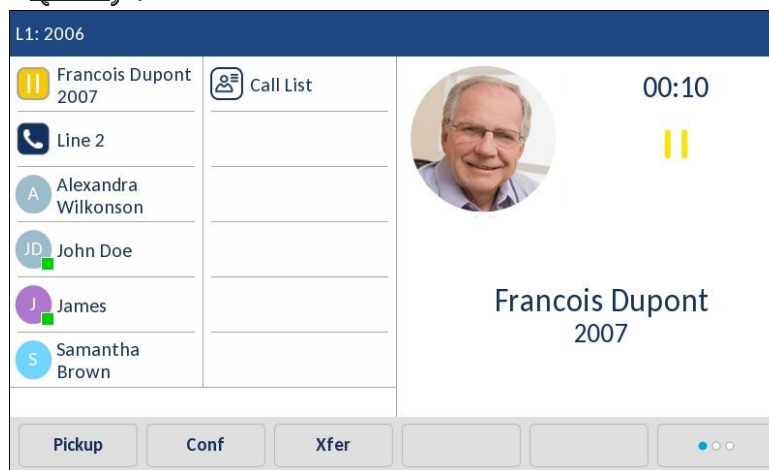 L1: 2006
Francois Dupont
2007
Line 2
A
Alexandra
Wilkonson
JD
John Doe
J
James
S
Samantha
Brown
Call List
00:10
Francois Dupont
2007
Pickup
Conf
Xfer